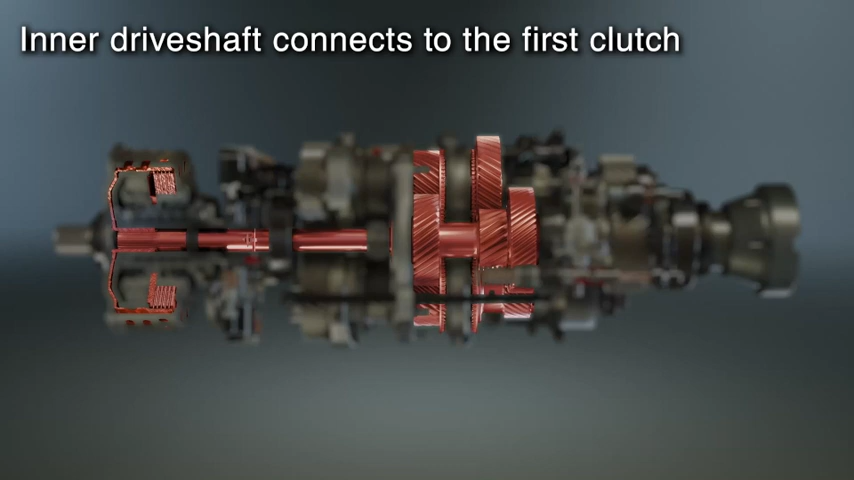 Inner driveshaft connects to the first clutch